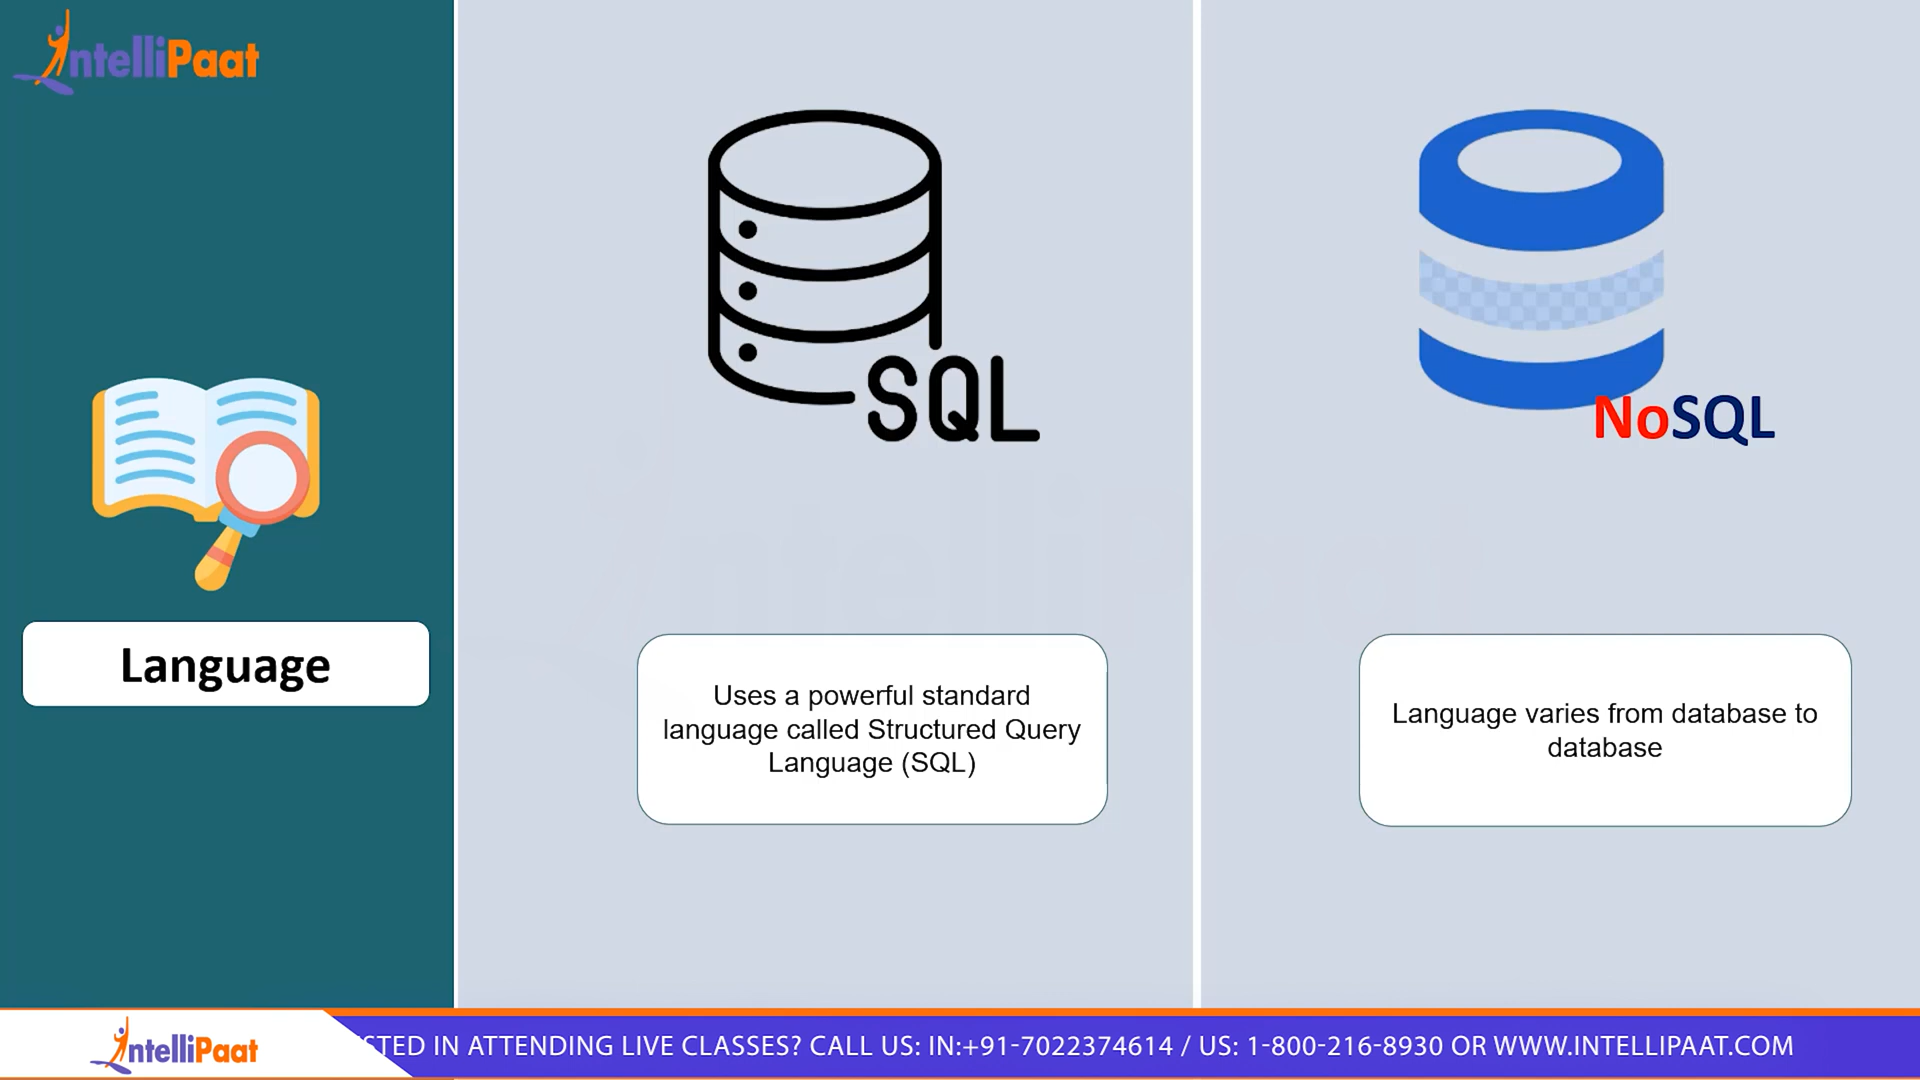 IntelliPaat
SQL
NoSQL
Language
Uses a powerful standard
language called Structured Query
Language (SQL)
Language varies from database to
database
IntelliPaat
STED IN ATTENDING LIVE CLASSES? CALL US: IN:+91-7022374614 / US: 1-800-216-8930 OR WWW.INTELLIPAAT.COM